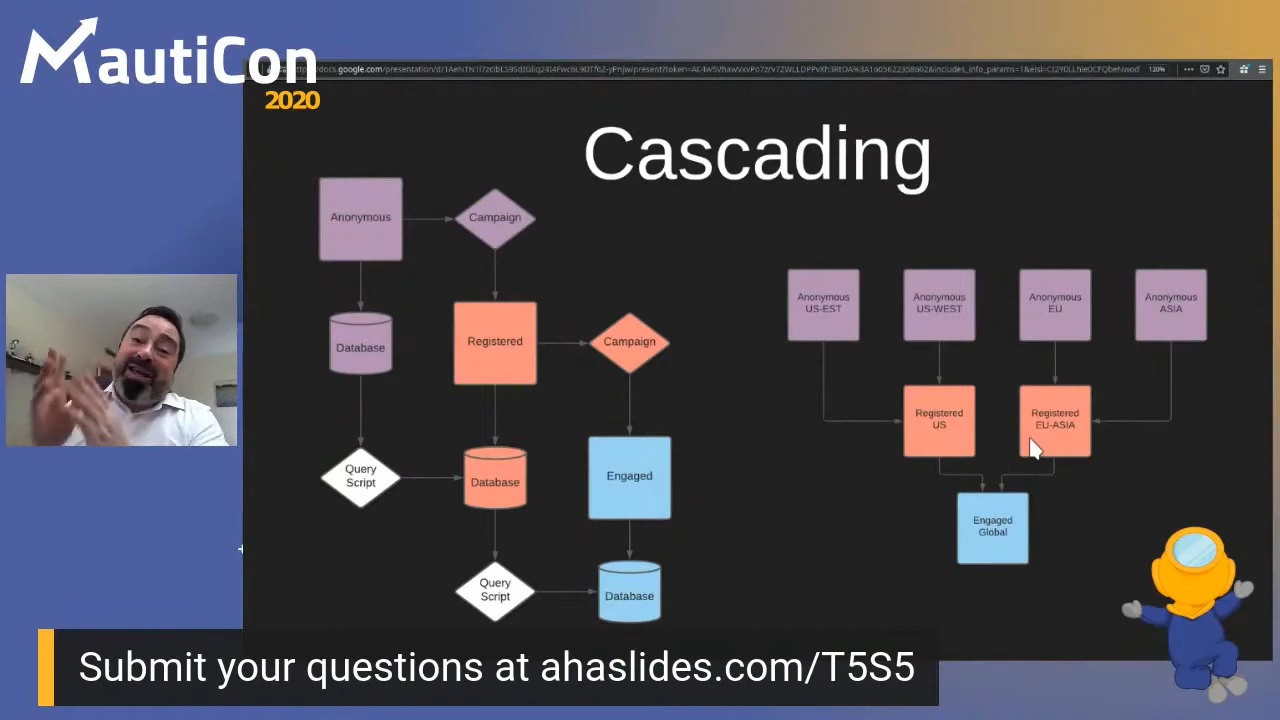 MautiCon
2020
Cascading
Anonymous
Campaign
Database
Registered
Campaign
Query
Script
Database
Engaged
Query
Script
Database
Anonymous
US-EST
Anonymous
US-WEST
Anonymous
EU
Anonymous
ASIA
Registered
US
Registered
EU-ASIA
Engaged
Global
120%
Submit your questions at ahaslides.com/T5S5